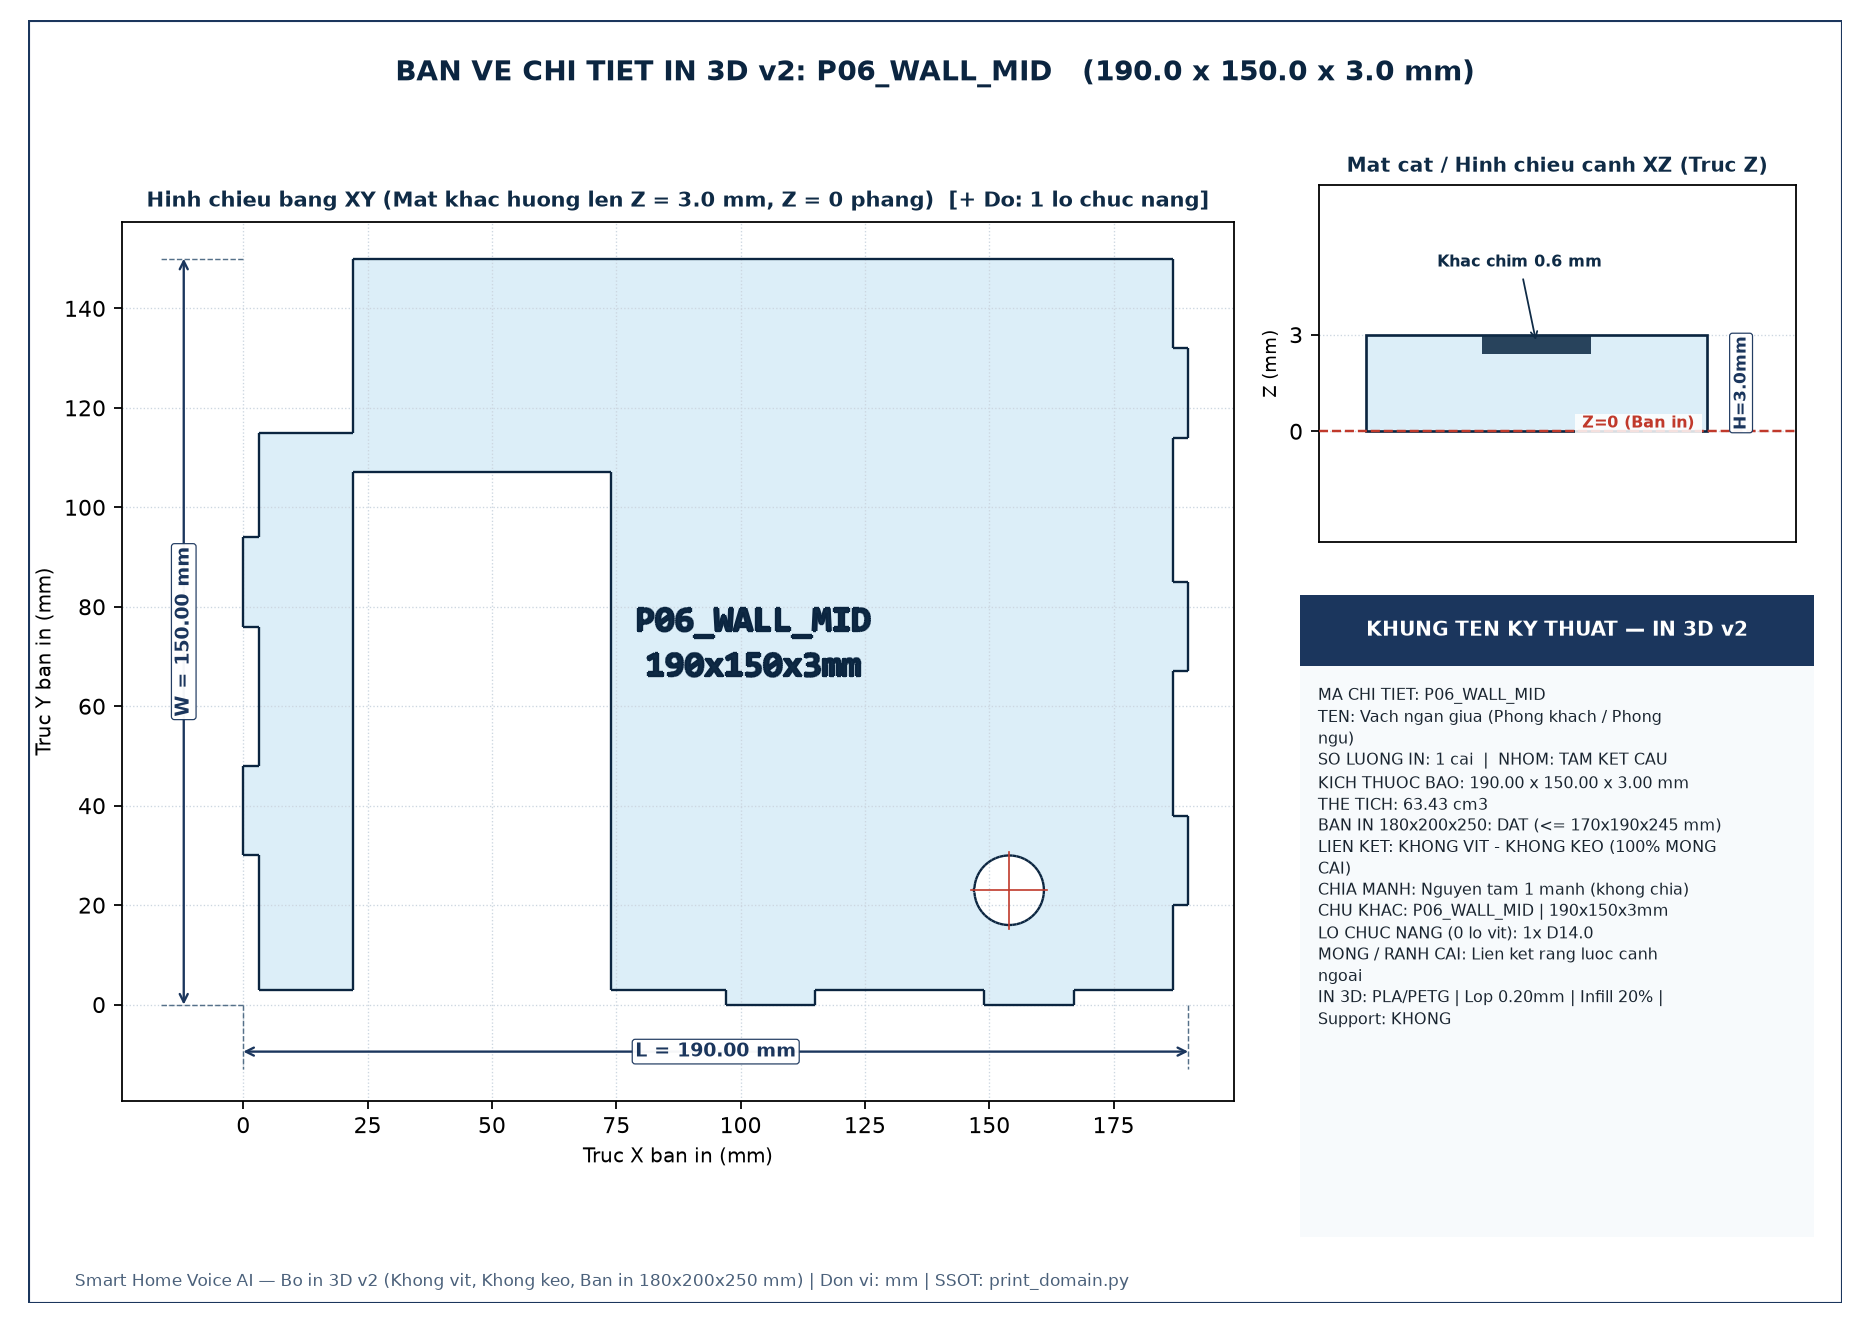 BAN VE CHI TIET IN 3D v2: P06_WALL_MID (190.0 x 150.0 x 3.0 mm)
Hinh chieu bang XY (Mat khac huong len Z = 3.0 mm, Z = 0 phang) [+ Do: 1 lo chuc nang]
140
120
100
80
60
40
20
0
Truc Y ban in (mm)
W = 150.00 mm
P06_WALL_MID
190x150x3mm
L = 190.00 mm
0 25 50 75 100 125 150 175
Truc X ban in (mm)
Mat cat / Hinh chieu canh XZ (Truc Z)
Khac chim 0.6 mm
3
0
Z (mm)
Z=0 (Ban in)
H=3.0mm
KHUNG TEN KY THUAT — IN 3D v2
MA CHI TIET: P06_WALL_MID
TEN: Vach ngan giua (Phong khach / Phong
ngu)
SO LUONG IN: 1 cai | NHOM: TAM KET CAU
KICH THUOC BAO: 190.00 x 150.00 x 3.00 mm
THE TICH: 63.43 cm3
BAN IN 180x200x250: DAT (<= 170x190x245 mm)
LIEN KET: KHONG VIT - KHONG KEO (100% MONG
CAI)
CHIA MANH: Nguyen tam 1 manh (khong chia)
CHU KHAC: P06_WALL_MID | 190x150x3mm
LO CHUC NANG (0 lo vit): 1x D14.0
MONG / RANH CAI: Lien ket rang luoc canh
ngoai
IN 3D: PLA/PETG | Lop 0.20mm | Infill 20% |
Support: KHONG
Smart Home Voice AI — Bo in 3D v2 (Khong vit, Khong keo, Ban in 180x200x250 mm) | Don vi: mm | SSOT: print_domain.py